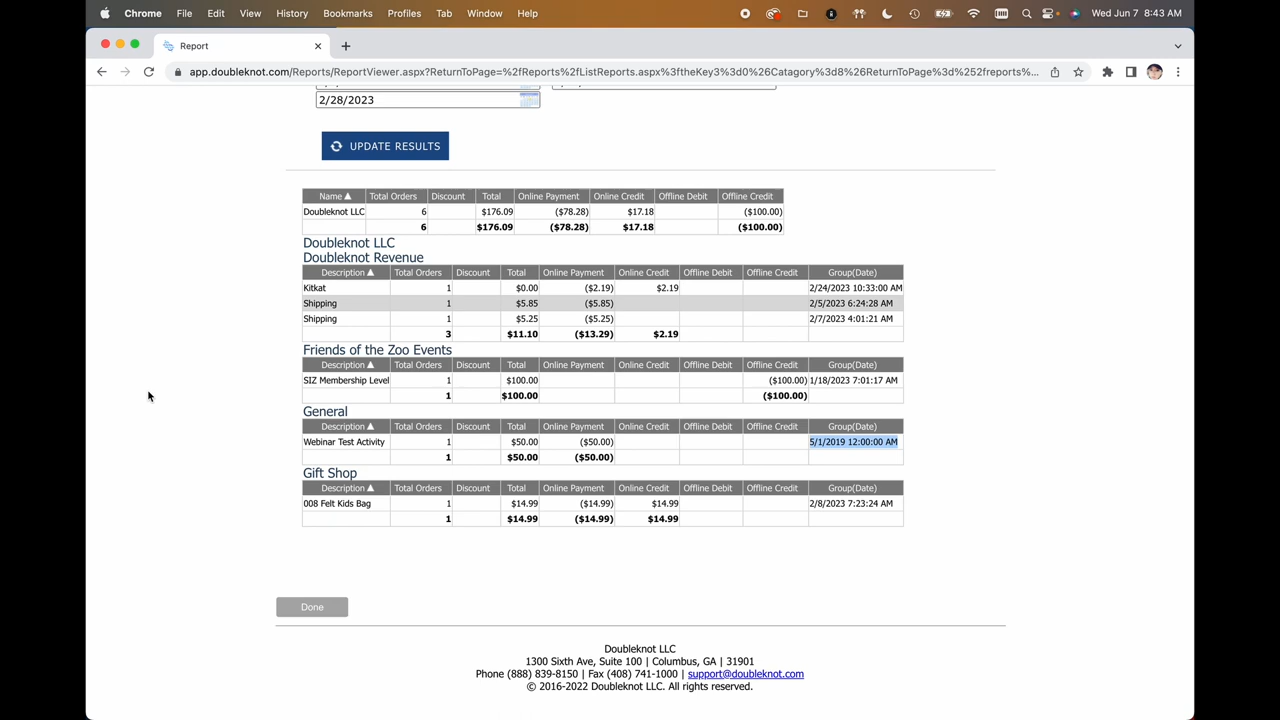 Chrome File Edit View History Bookmarks Profiles Tab Window Help Wed Jun 7 8:43 AM
Report
app.doubleknot.com/Reports/ReportViewer.aspx?ReturnToPage=%2fReports%2fListReports.aspx%3ftheKey3%3d0%26Catagory%3d8%26ReturnToPage%3d%252freports%...
2/28/2023
UPDATE RESULTS
Name ▲ Total Orders Discount Total Online Payment Online Credit Offline Debit Offline Credit
Doubleknot LLC 6 $176.09 ($78.28) $17.18 ($100.00)
6 $176.09 ($78.28) $17.18 ($100.00)
Doubleknot LLC
Doubleknot Revenue
Description ▲ Total Orders Discount Total Online Payment Online Credit Offline Debit Offline Credit Group(Date)
Kitkat 1 $0.00 ($2.19) $2.19 2/24/2023 10:33:00 AM
Shipping 1 $5.85 ($5.85) 2/5/2023 6:24:28 AM
Shipping 1 $5.25 ($5.25) 2/7/2023 4:01:21 AM
3 $11.10 ($13.29) $2.19
Friends of the Zoo Events
Description ▲ Total Orders Discount Total Online Payment Online Credit Offline Debit Offline Credit Group(Date)
SIZ Membership Level 1 $100.00 ($100.00) 1/18/2023 7:01:17 AM
1 $100.00 ($100.00)
General
Description ▲ Total Orders Discount Total Online Payment Online Credit Offline Debit Offline Credit Group(Date)
Webinar Test Activity 1 $50.00 ($50.00) 5/1/2019 12:00:00 AM
1 $50.00 ($50.00)
Gift Shop
Description ▲ Total Orders Discount Total Online Payment Online Credit Offline Debit Offline Credit Group(Date)
008 Felt Kids Bag 1 $14.99 ($14.99) $14.99 2/8/2023 7:23:24 AM
1 $14.99 ($14.99) $14.99
Done
Doubleknot LLC
1300 Sixth Ave, Suite 100 | Columbus, GA | 31901
Phone (888) 839-8150 | Fax (408) 741-1000 | support@doubleknot.com
© 2016-2022 Doubleknot LLC. All rights reserved.